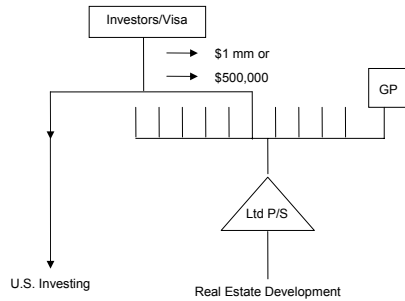 Investors/Visa
$1 mm or
$500,000
GP
Ltd P/S
U.S. Investing
Real Estate Development